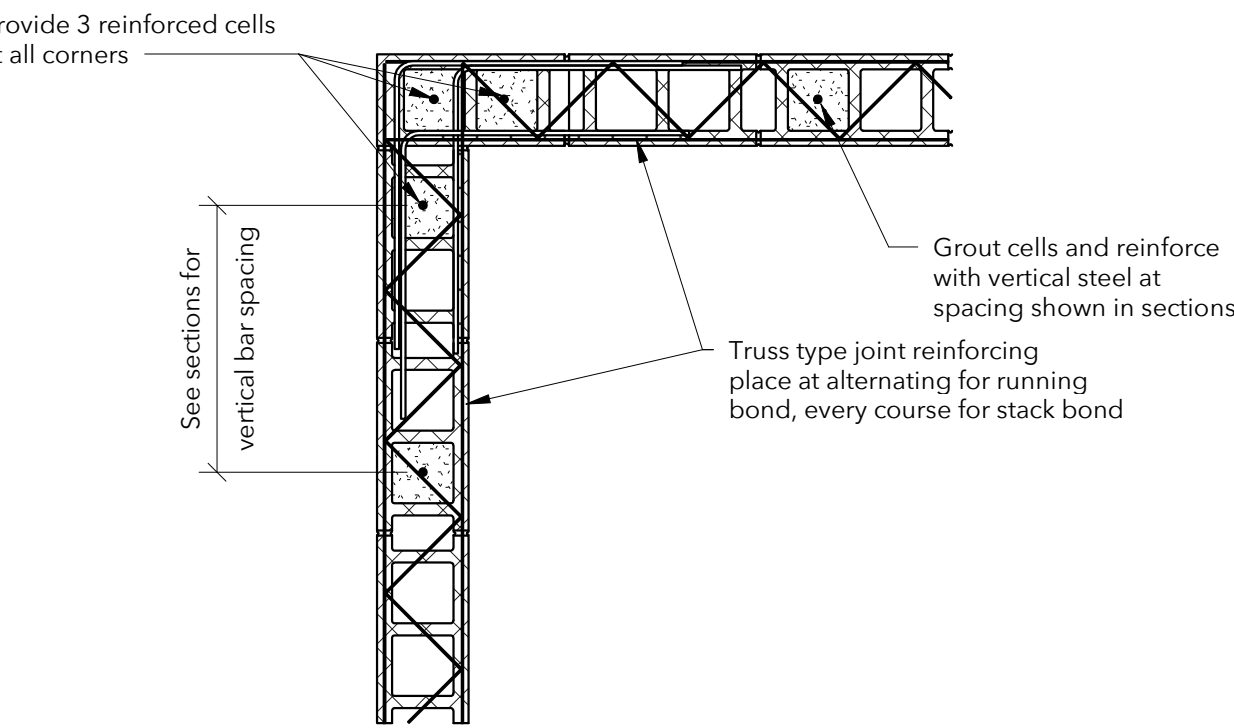 rovide 3 reinforced cells
t all corners
See sections for
vertical bar spacing
Grout cells and reinforce
with vertical steel at
spacing shown in sections
Truss type joint reinforcing
place at alternating for running
bond, every course for stack bond